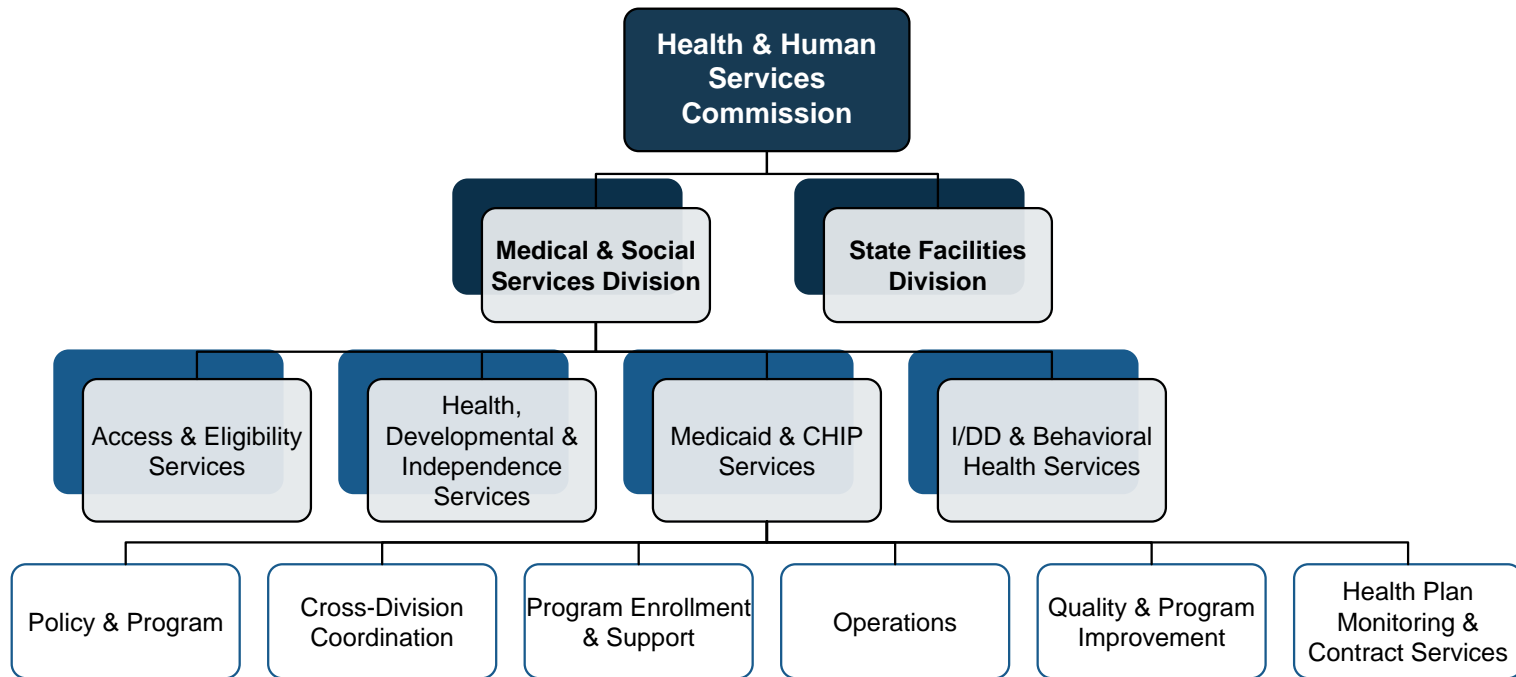 Health & Human
Services
Commission
Medical & Social
Services Division
State Facilities
Division
Access & Eligibility
Services
Health,
Developmental &
Independence
Services
Medicaid & CHIP
Services
I/DD & Behavioral
Health Services
Policy & Program
Cross-Division
Coordination
Program Enrollment
& Support
Operations
Quality & Program
Improvement
Health Plan
Monitoring &
Contract Services